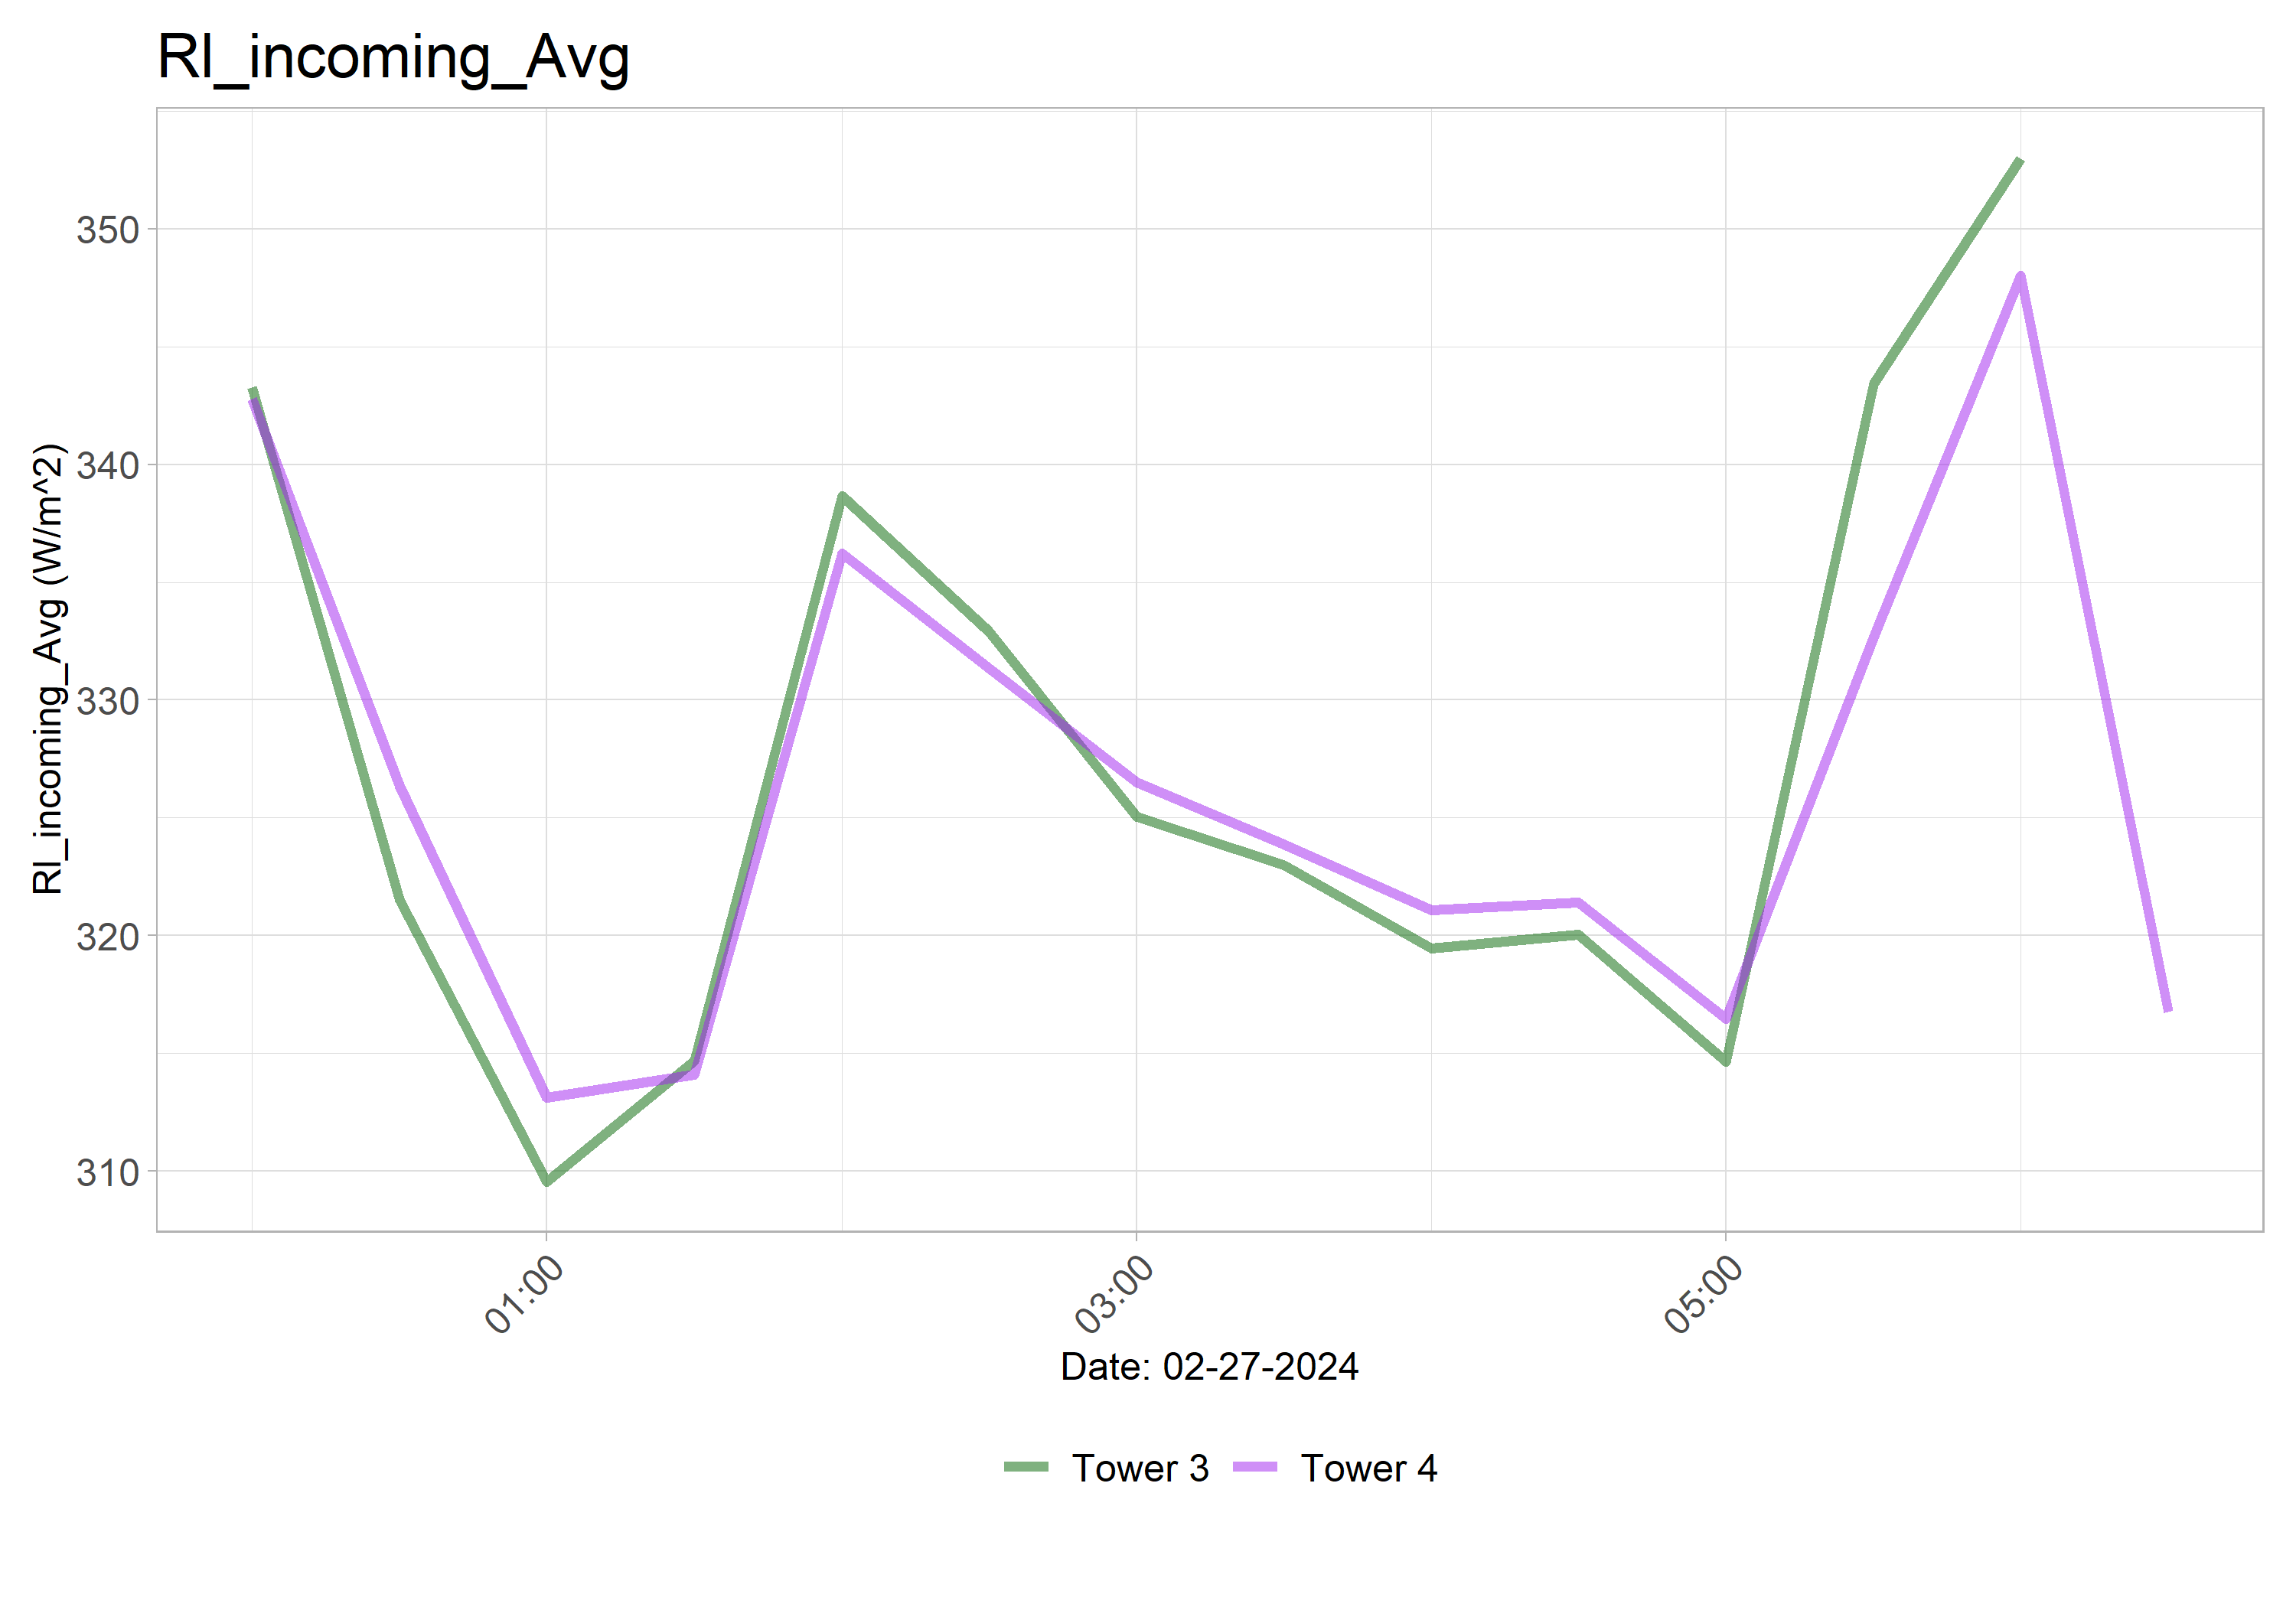 Rl_incoming_Avg
Rl_incoming_Avg (W/m^2)
350
340
330
320
310
01:00
03:00
05:00
Date: 02-27-2024
Tower 3
Tower 4